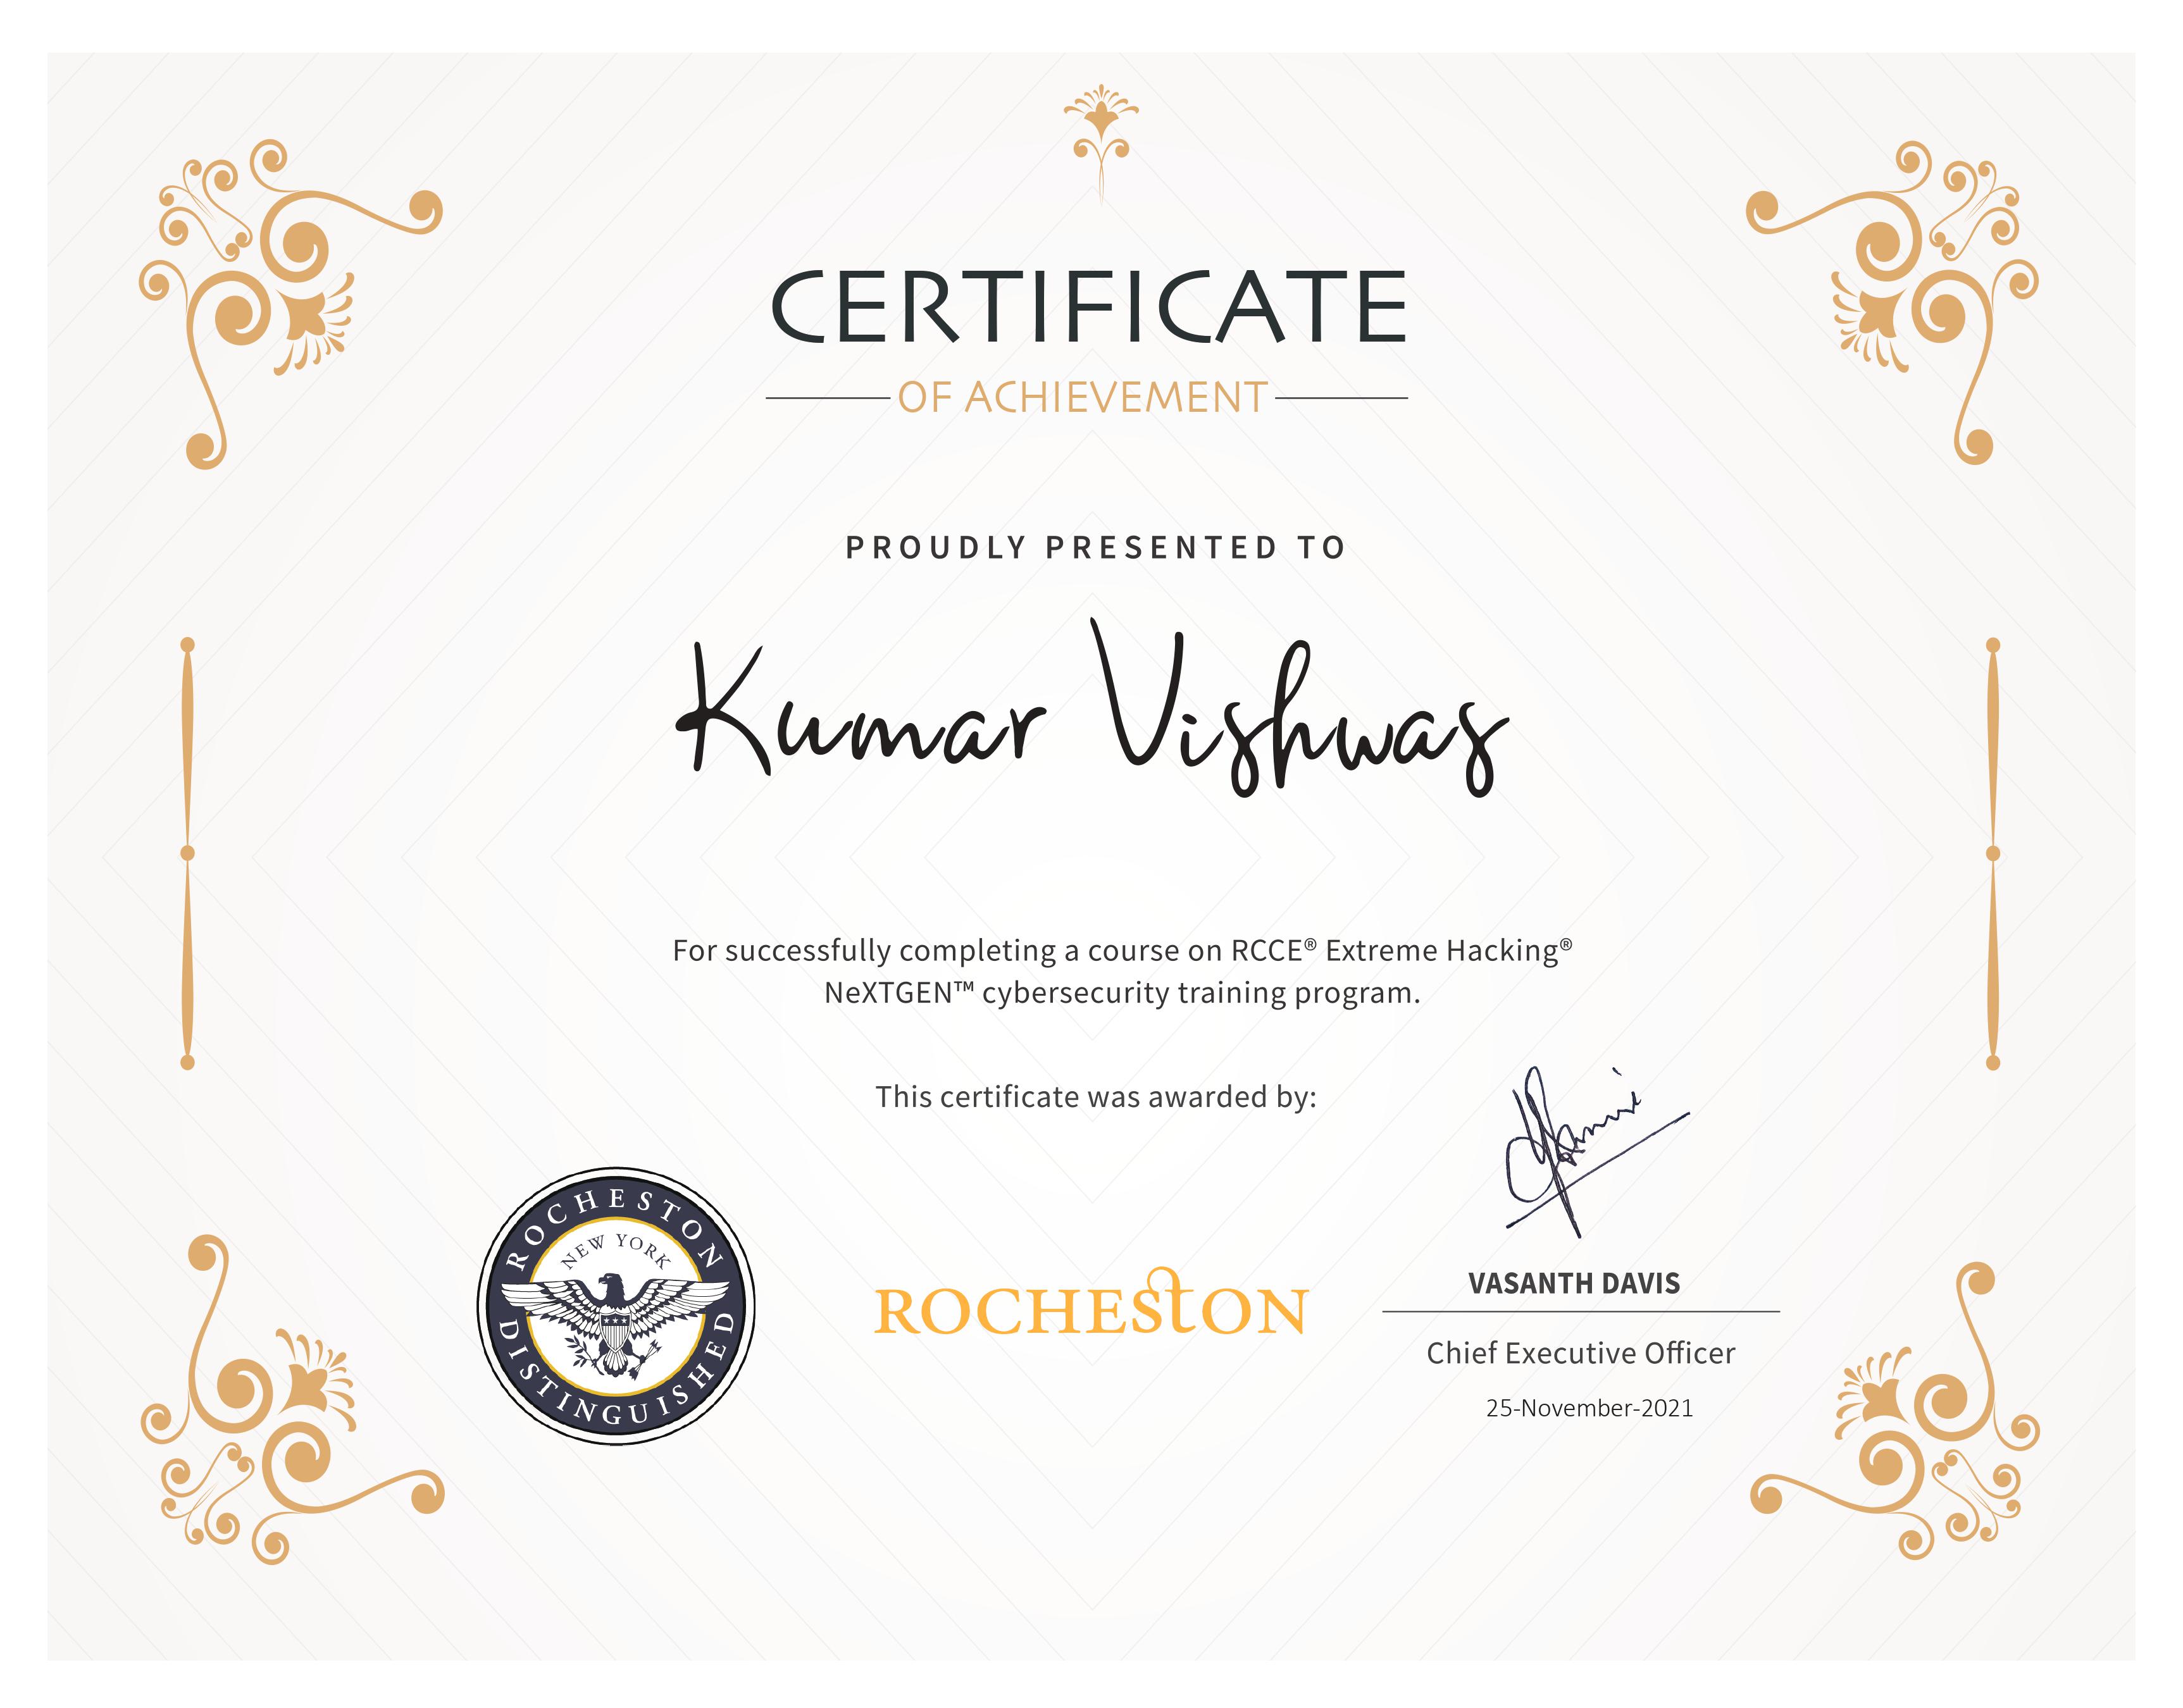 CERTIFICATE
OF ACHIEVEMENT
PROUDLY PRESENTED TO
Kumar Vishwas
For successfully completing a course on RCCE® Extreme Hacking®
NeXTGEN™ cybersecurity training program.
This certificate was awarded by:
ROCHESTON
NEW YORK
DISTINGUISHED
ROCHESTON
VASANTH DAVIS
Chief Executive Officer
25-November-2021